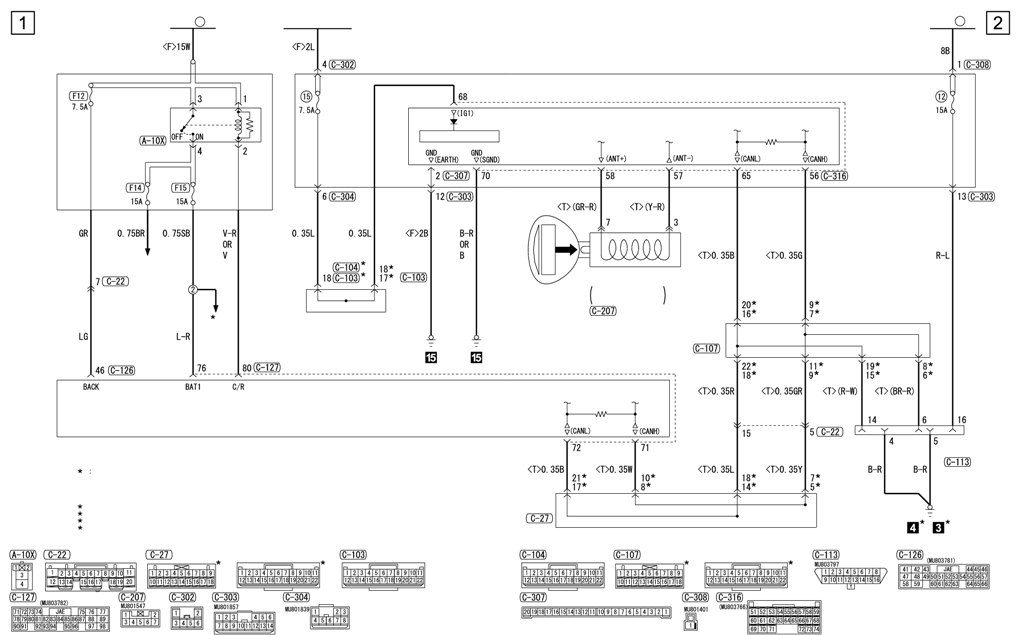 1
2
<F>15W
<F>2L
8B
4 C-302
1 C-308
F12
7.5A
3
1
OFF ON
A-10X
4
2
F14
15A
F15
15A
15
7.5A
68
(IG1)
12
15A
GND
(EARTH)
GND
(SGND)
(ANT+)
(ANT-)
(CANL)
(CANH)
2 C-307
70
58
57
65
56 C-316
6 C-304
12 C-303
13 C-303
GR
0.75BR
0.75SB
V-R
OR
V
0.35L
0.35L
<F>2B
B-R
OR
B
<T>(GR-R)
<T>(Y-R)
7
3
<T>0.35B
<T>0.35G
R-L
7 C-22
C-104*
18 C-103*
18*
17*
C-103
C-207
2
*
20*
16*
9*
7*
LG
L-R
15
15
C-107
46 C-126
76
80 C-127
22*
18*
11*
9*
19*
15*
8*
6*
BACK
BAT1
C/R
<T>0.35R
<T>0.35GR
<T>(R-W)
<T>(BR-R)
14
6
16
(CANL)
(CANH)
15
5 C-22
4
5
72
71
C-113
<T>0.35B
<T>0.35W
<T>0.35L
<T>0.35Y
B-R
B-R
* :
21*
17*
10*
8*
18*
14*
7*
5*
*
*
*
*
C-27
4*
3*
A-10X
C-22
C-27
*
*
C-103
C-104
C-107
*
*
C-113
(MU803797)
C-126
(MU803781)
C-127
(MU803782)
JAE
C-207
MU801547
C-302
C-303
MU801857
C-304
MU801839
C-307
C-308
MU801401
C-316
(MU803766)